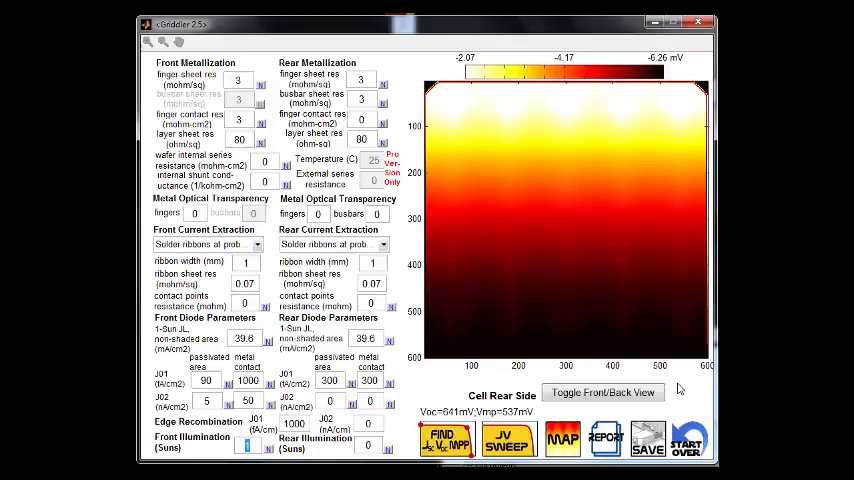 <Griddler 2.5>
Front Metallization
finger sheet res (mohm/sq) 3 N
busbar sheet res (mohm/sq) 3
finger contact res (mohm-cm2) 3 N
layer sheet res (ohm/sq) 80 N
wafer internal series resistance (mohm-cm2) 0 N
internal shunt conductance (1/kohm-cm2) 0 N
Rear Metallization
finger sheet res (mohm/sq) 3 N
busbar sheet res (mohm/sq) 3 N
finger contact res (mohm-cm2) 0 N
layer sheet res (ohm/sq) 80 N
Temperature (C) 25
External series resistance 0
Pro Ver- sion Only
Metal Optical Transparency
fingers 0 busbars 0
Metal Optical Transparency
fingers 0 busbars 0
Front Current Extraction
Solder ribbons at prob...
ribbon width (mm) 1
ribbon sheet res (mohm/sq) 0.07
contact points resistance (mohm) 0 N
Rear Current Extraction
Solder ribbons at prob...
ribbon width (mm) 1
ribbon sheet res (mohm/sq) 0.07
contact points resistance (mohm) 0 N
Front Diode Parameters
1-Sun JL, non-shaded area (mA/cm2) 39.6 N
passivated area metal contact
J01 (fA/cm2) 90 N 1000 N
J02 (nA/cm2) 5 N 50 N
Rear Diode Parameters
1-Sun JL, non-shaded area (mA/cm2) 39.6 N
passivated area metal contact
J01 (fA/cm2) 300 N 300 N
J02 (nA/cm2) 0 N 0 N
Edge Recombination J01 (fA/cm) 1000 J02 (nA/cm) 0
Front Illumination (Suns) 1 N
Rear Illumination (Suns) 0 N
-2.07 -4.17 -6.26 mV
100
200
300
400
500
600
100 200 300 400 500 600
Cell Rear Side Toggle Front/Back View
Voc=641mV;Vmp=537mV
FIND Jsc Voc MPP
JV SWEEP
MAP
REPORT
SAVE
START OVER